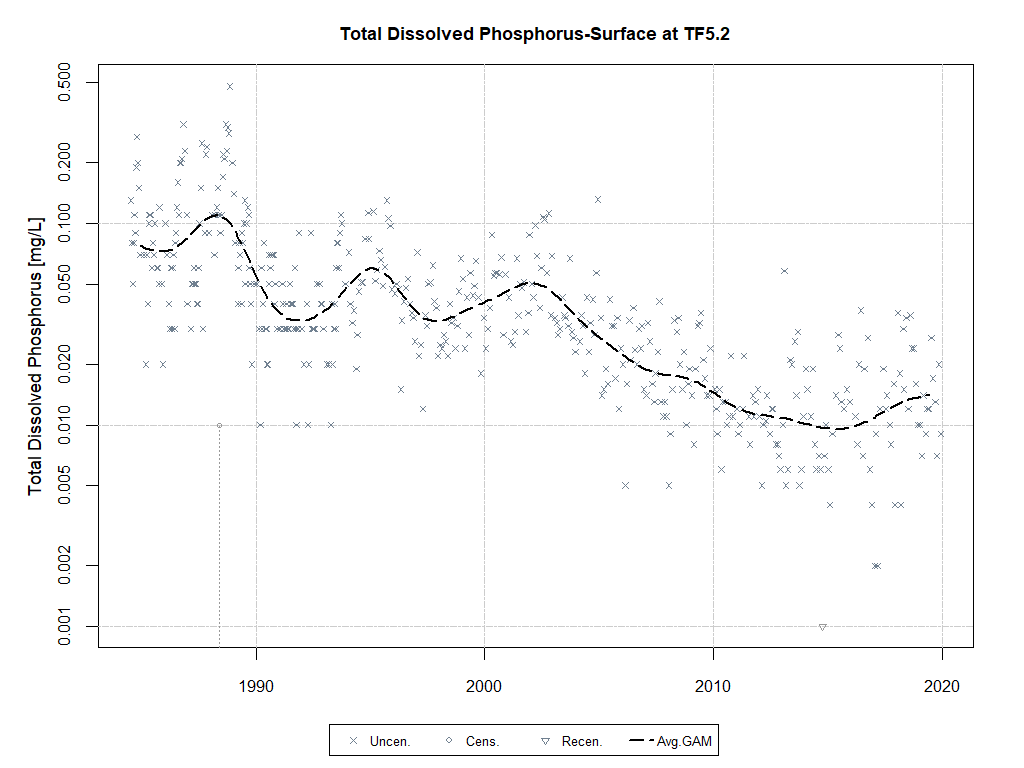 Total Dissolved Phosphorus-Surface at TF5.2
Total Dissolved Phosphorus [mg/L]
0.500
0.200
0.100
0.050
0.020
0.010
0.005
0.002
0.001
1990 2000 2010 2020
Uncen. Cens. Recen. Avg.GAM